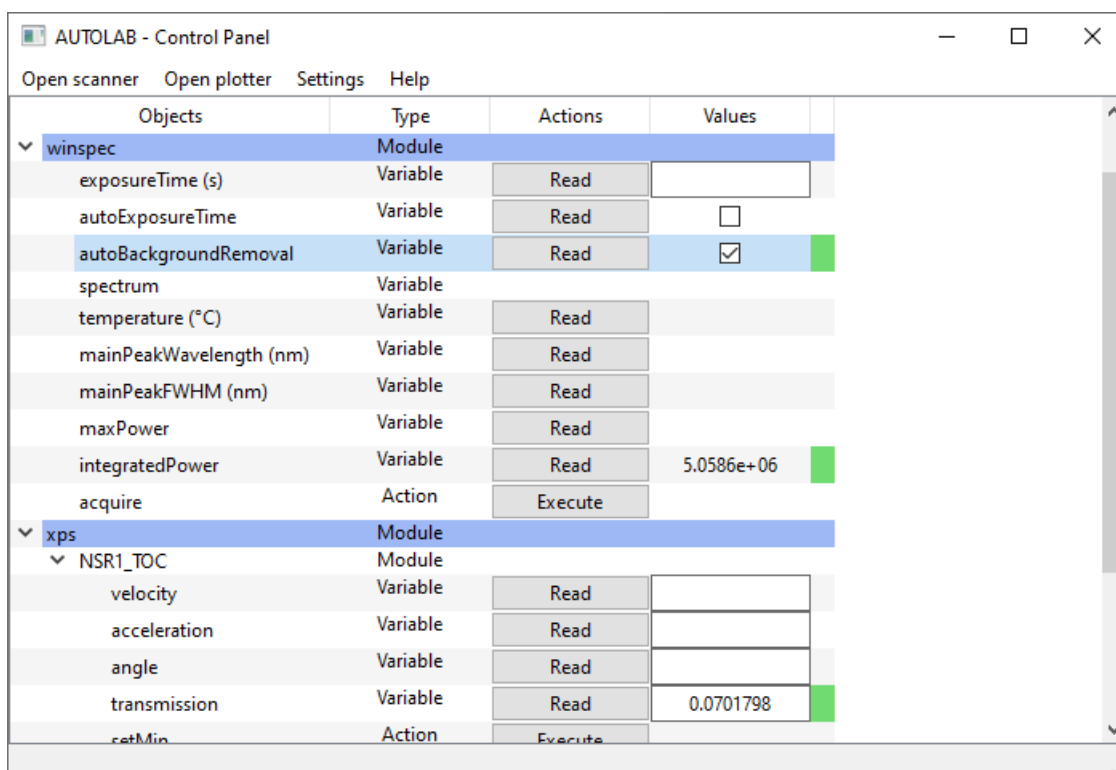 AUTOLAB - Control Panel
Open scanner Open plotter Settings Help
Objects Type Actions Values
winspec Module
exposureTime (s) Variable Read
autoExposureTime Variable Read
autoBackgroundRemoval Variable Read
spectrum Variable
temperature (°C) Variable Read
mainPeakWavelength (nm) Variable Read
mainPeakFWHM (nm) Variable Read
maxPower Variable Read
integratedPower Variable Read 5.0586e+06
acquire Action Execute
xps Module
NSR1_TOC Module
velocity Variable Read
acceleration Variable Read
angle Variable Read
transmission Variable Read 0.0701798
setMin Action Execute